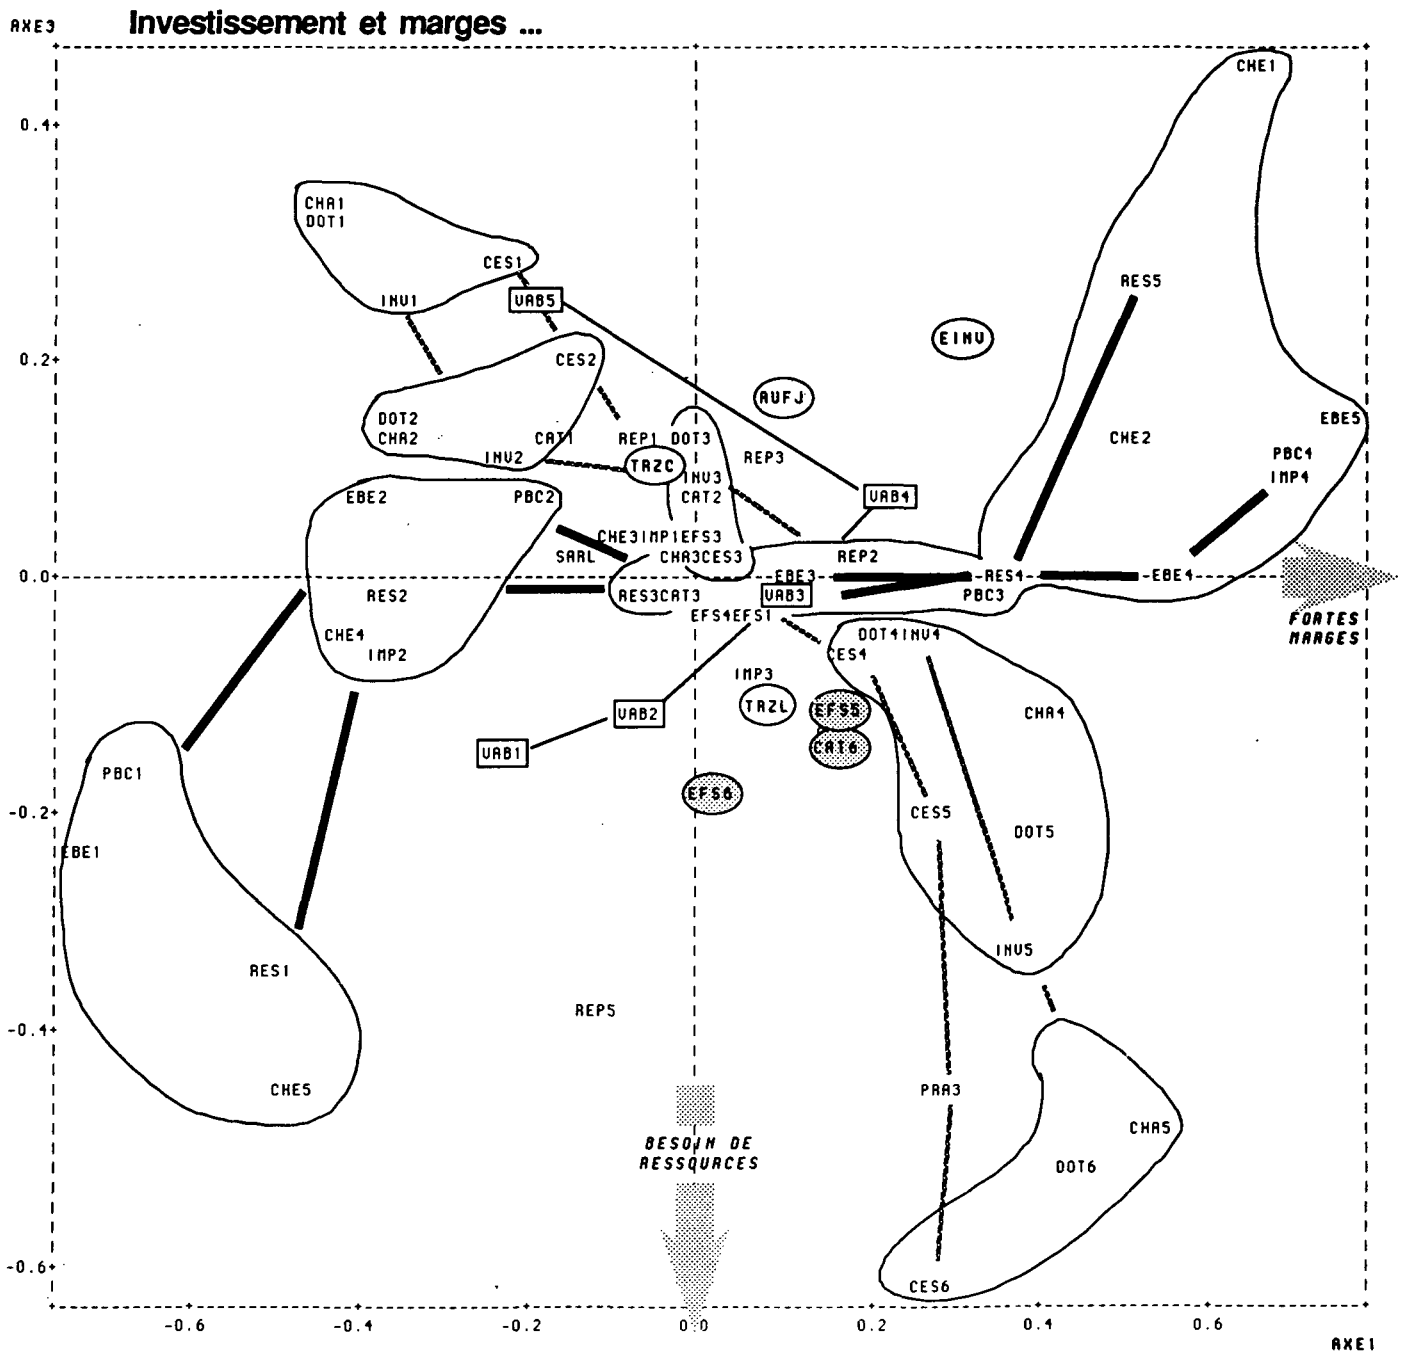 Investissement et marges ...
AXE3
CHE1
0.4
CHA1
DOT1
CES1
RES5
INV1
VAB5
EINV
0.2
CES2
AUFJ
DOT2
EBE5
CHA2
CAT1
REP1
DOT3
CHE2
INV2
TRZC
REP3
PBC4
INV3
IMP4
EBE2
PBC2
CAT2
VAB4
CHE3IMP1EFS3
SARL
CHA3CES3
REP2
0.0
EBE3
RES4
EBE4
RES2
RES3CAT3
VAB3
PBC3
EFS4EFS1
FORTES
MARGES
CHE4
DOT4INV4
IMP2
CES4
IMP3
TRZL
EFS5
CHA4
VAB2
VAB1
CAT6
PBC1
EFS6
-0.2
CES5
DOT5
EBE1
INV5
RES1
REP5
-0.4
CHE5
PAA3
CHA5
BESOIN DE
RESSOURCES
DOT6
-0.6
CES6
-0.6
-0.4
-0.2
0.0
0.2
0.4
0.6
AXE1